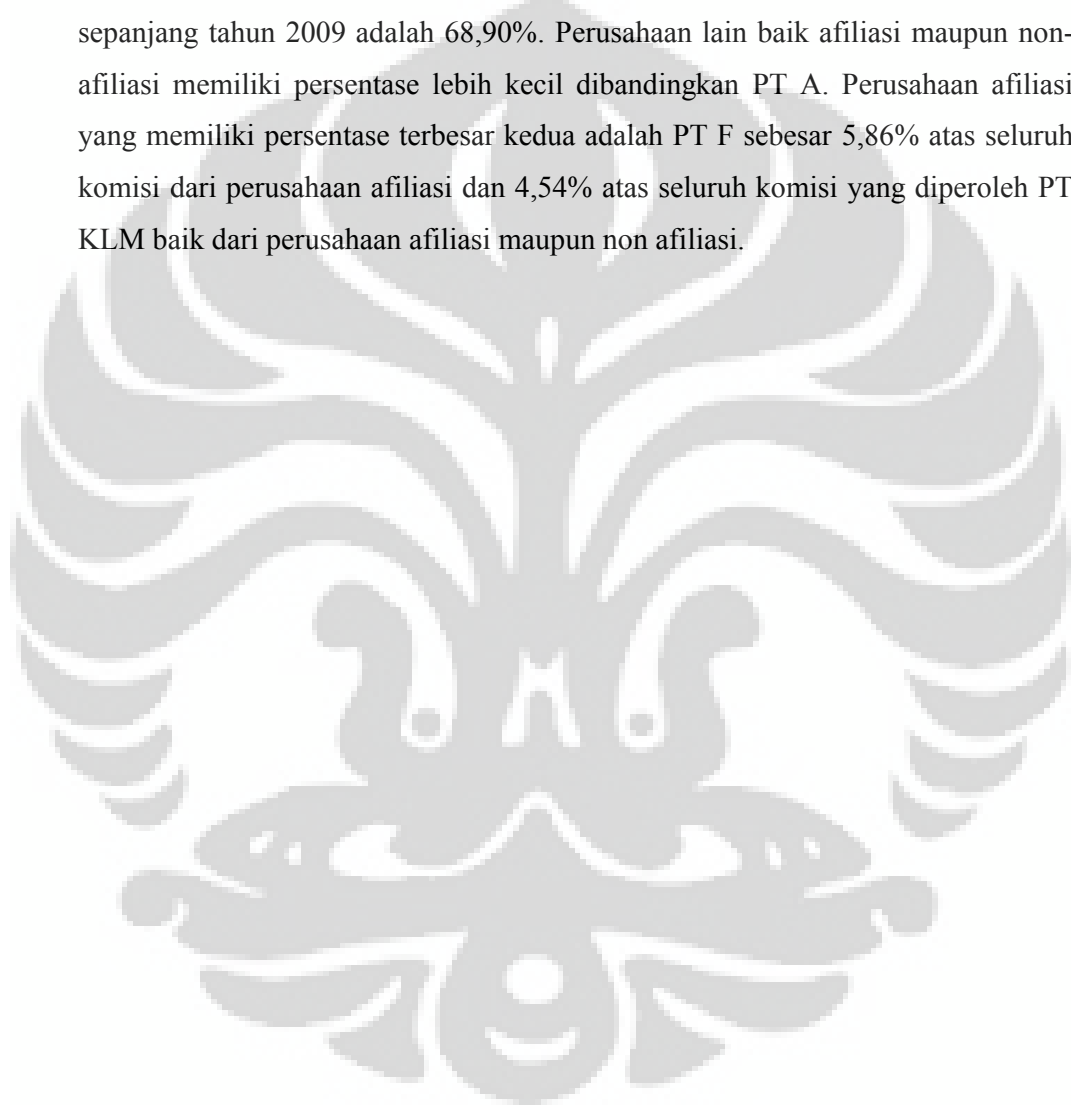 sepanjang tahun 2009 adalah 68,90%. Perusahaan lain baik afiliasi maupun non-
afiliasi memiliki persentase lebih kecil dibandingkan PT A. Perusahaan afiliasi
yang memiliki persentase terbesar kedua adalah PT F sebesar 5,86% atas seluruh
komisi dari perusahaan afiliasi dan 4,54% atas seluruh komisi yang diperoleh PT
KLM baik dari perusahaan afiliasi maupun non afiliasi.